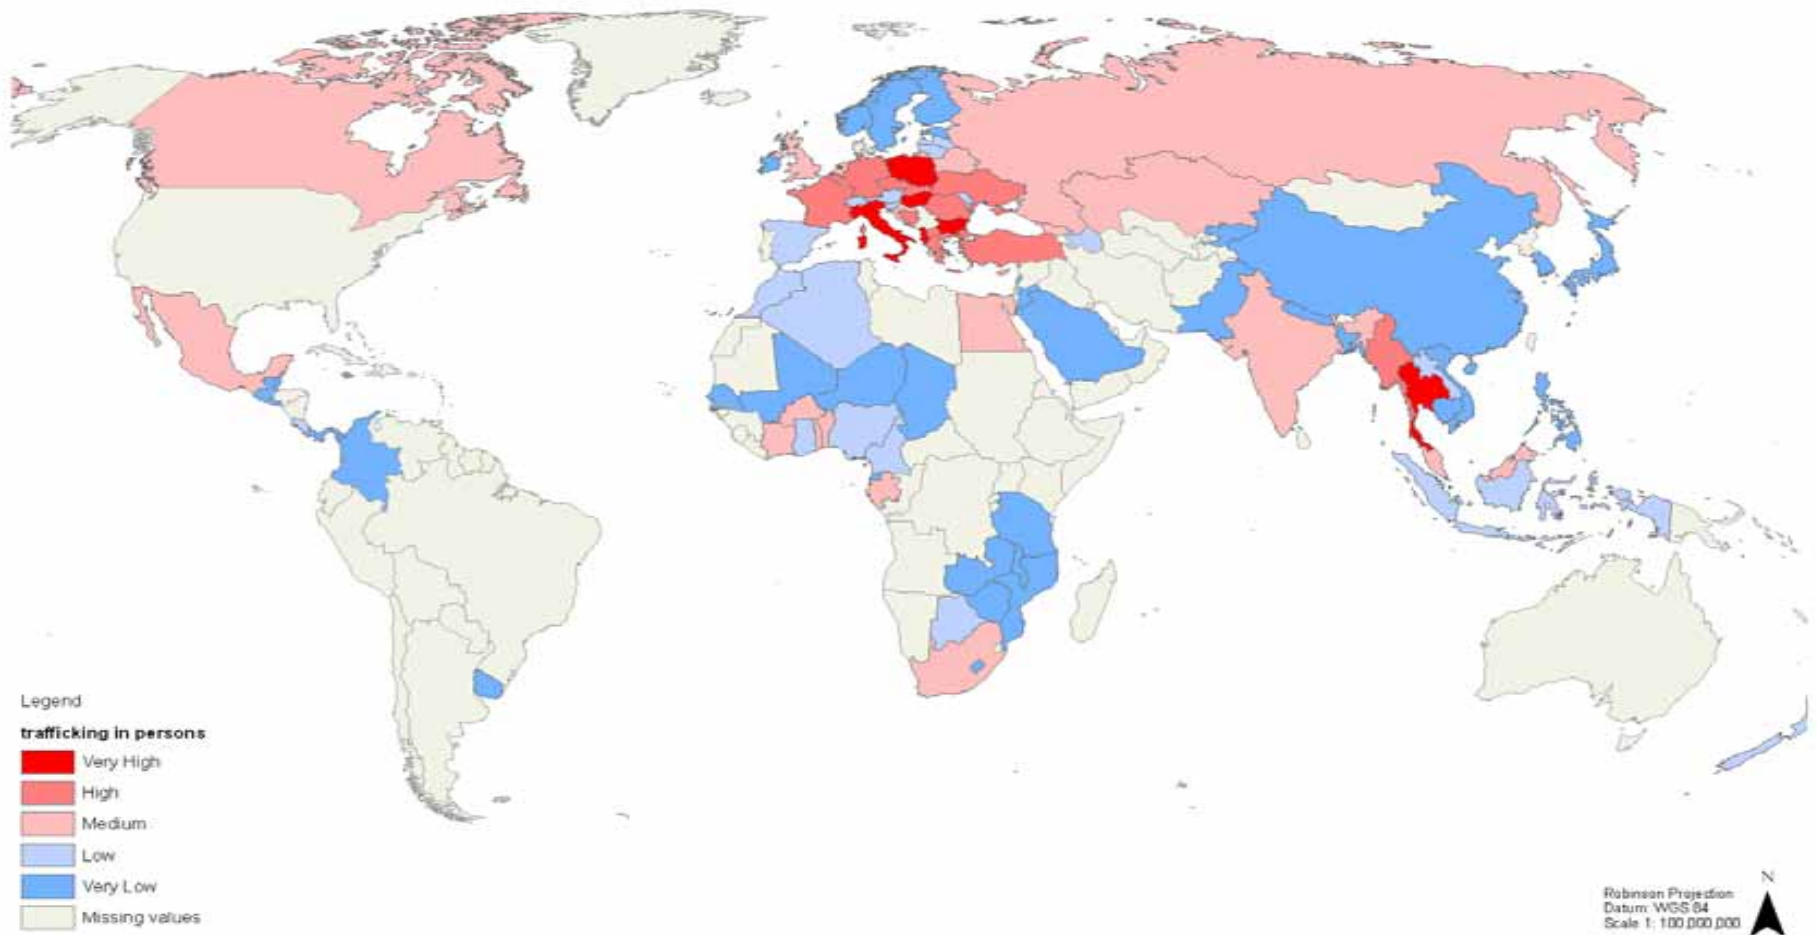 Legend
trafficking in persons
Very High
High
Medium
Low
Very Low
Missing values
N
Robinson Projection
Datum: WGS 84
Scale 1: 100,000,000